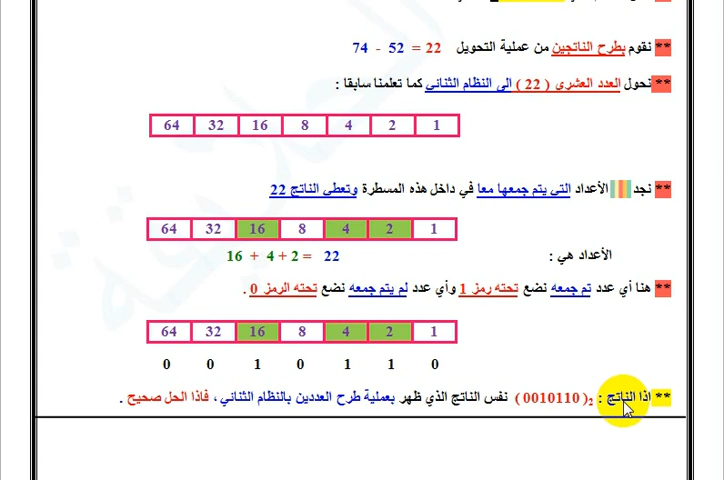 ** نقوم بطرح الناتجين من عملية التحويل 74 - 52 = 22
** نحول العدد العشري ( 22 ) الى النظام الثنائي كما تعلمنا سابقا :
64 32 16 8 4 2 1
** نجد الأعداد التي يتم جمعها معا في داخل هذه المسطرة وتعطي الناتج 22
64 32 16 8 4 2 1
الأعداد هي : 16 + 4 + 2 = 22
** هنا أي عدد تم جمعه نضع تحته رمز 1 وأي عدد لم يتم جمعه نضع تحته الرمز 0 .
64 32 16 8 4 2 1
0 0 1 0 1 1 0
** اذا الناتج : ( 0010110 )2 نفس الناتج الذي ظهر بعملية طرح العددين بالنظام الثنائي ، فاذا الحل صحيح .